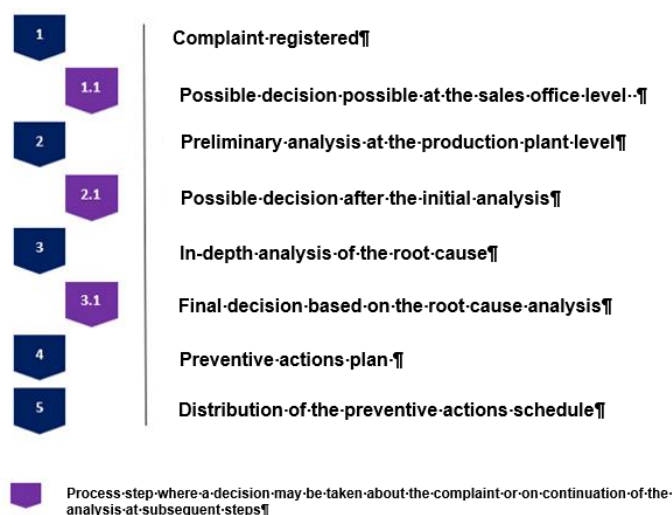 1 Complaint·registered¶
1.1 Possible·decision·possible·at·the·sales·office·level··¶
2 Preliminary·analysis·at·the·production·plant·level¶
2.1 Possible·decision·after·the·initial·analysis¶
3 In-depth·analysis·of·the·root·cause¶
3.1 Final·decision·based·on·the·root·cause·analysis¶
4 Preventive·actions·plan·¶
5 Distribution·of·the·preventive·actions·schedule¶
Process·step·where·a·decision·may·be·taken·about·the·complaint·or·on·continuation·of·the·
analysis·at·subsequent·steps¶